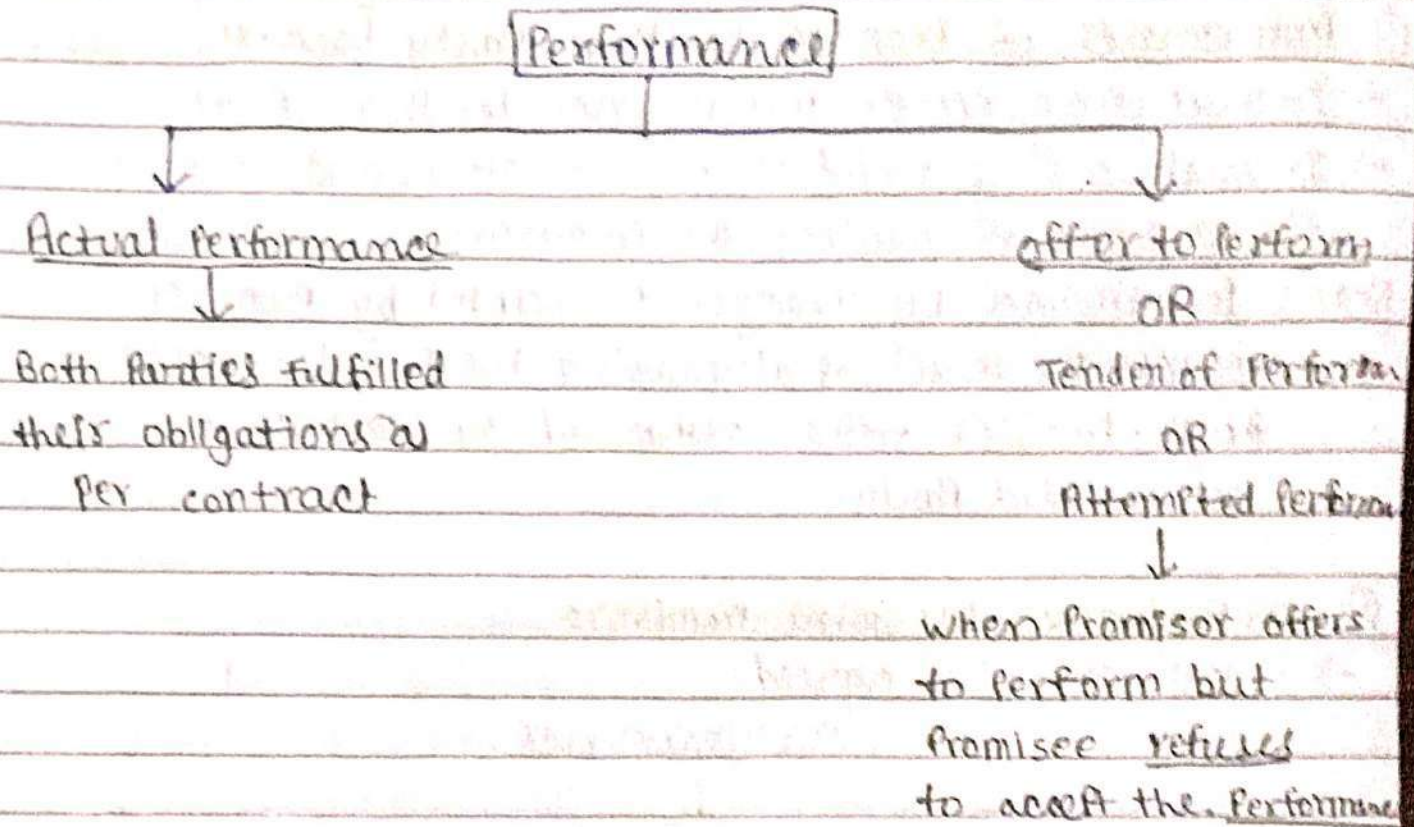 Performance
Actual Performance
Both Parties fulfilled
their obligations as
Per contract
offer to Perform
OR
Tender of Perform
OR
Attempted Perform
when Promisor offers
to Perform but
Promisee refuses
to accept the Performance